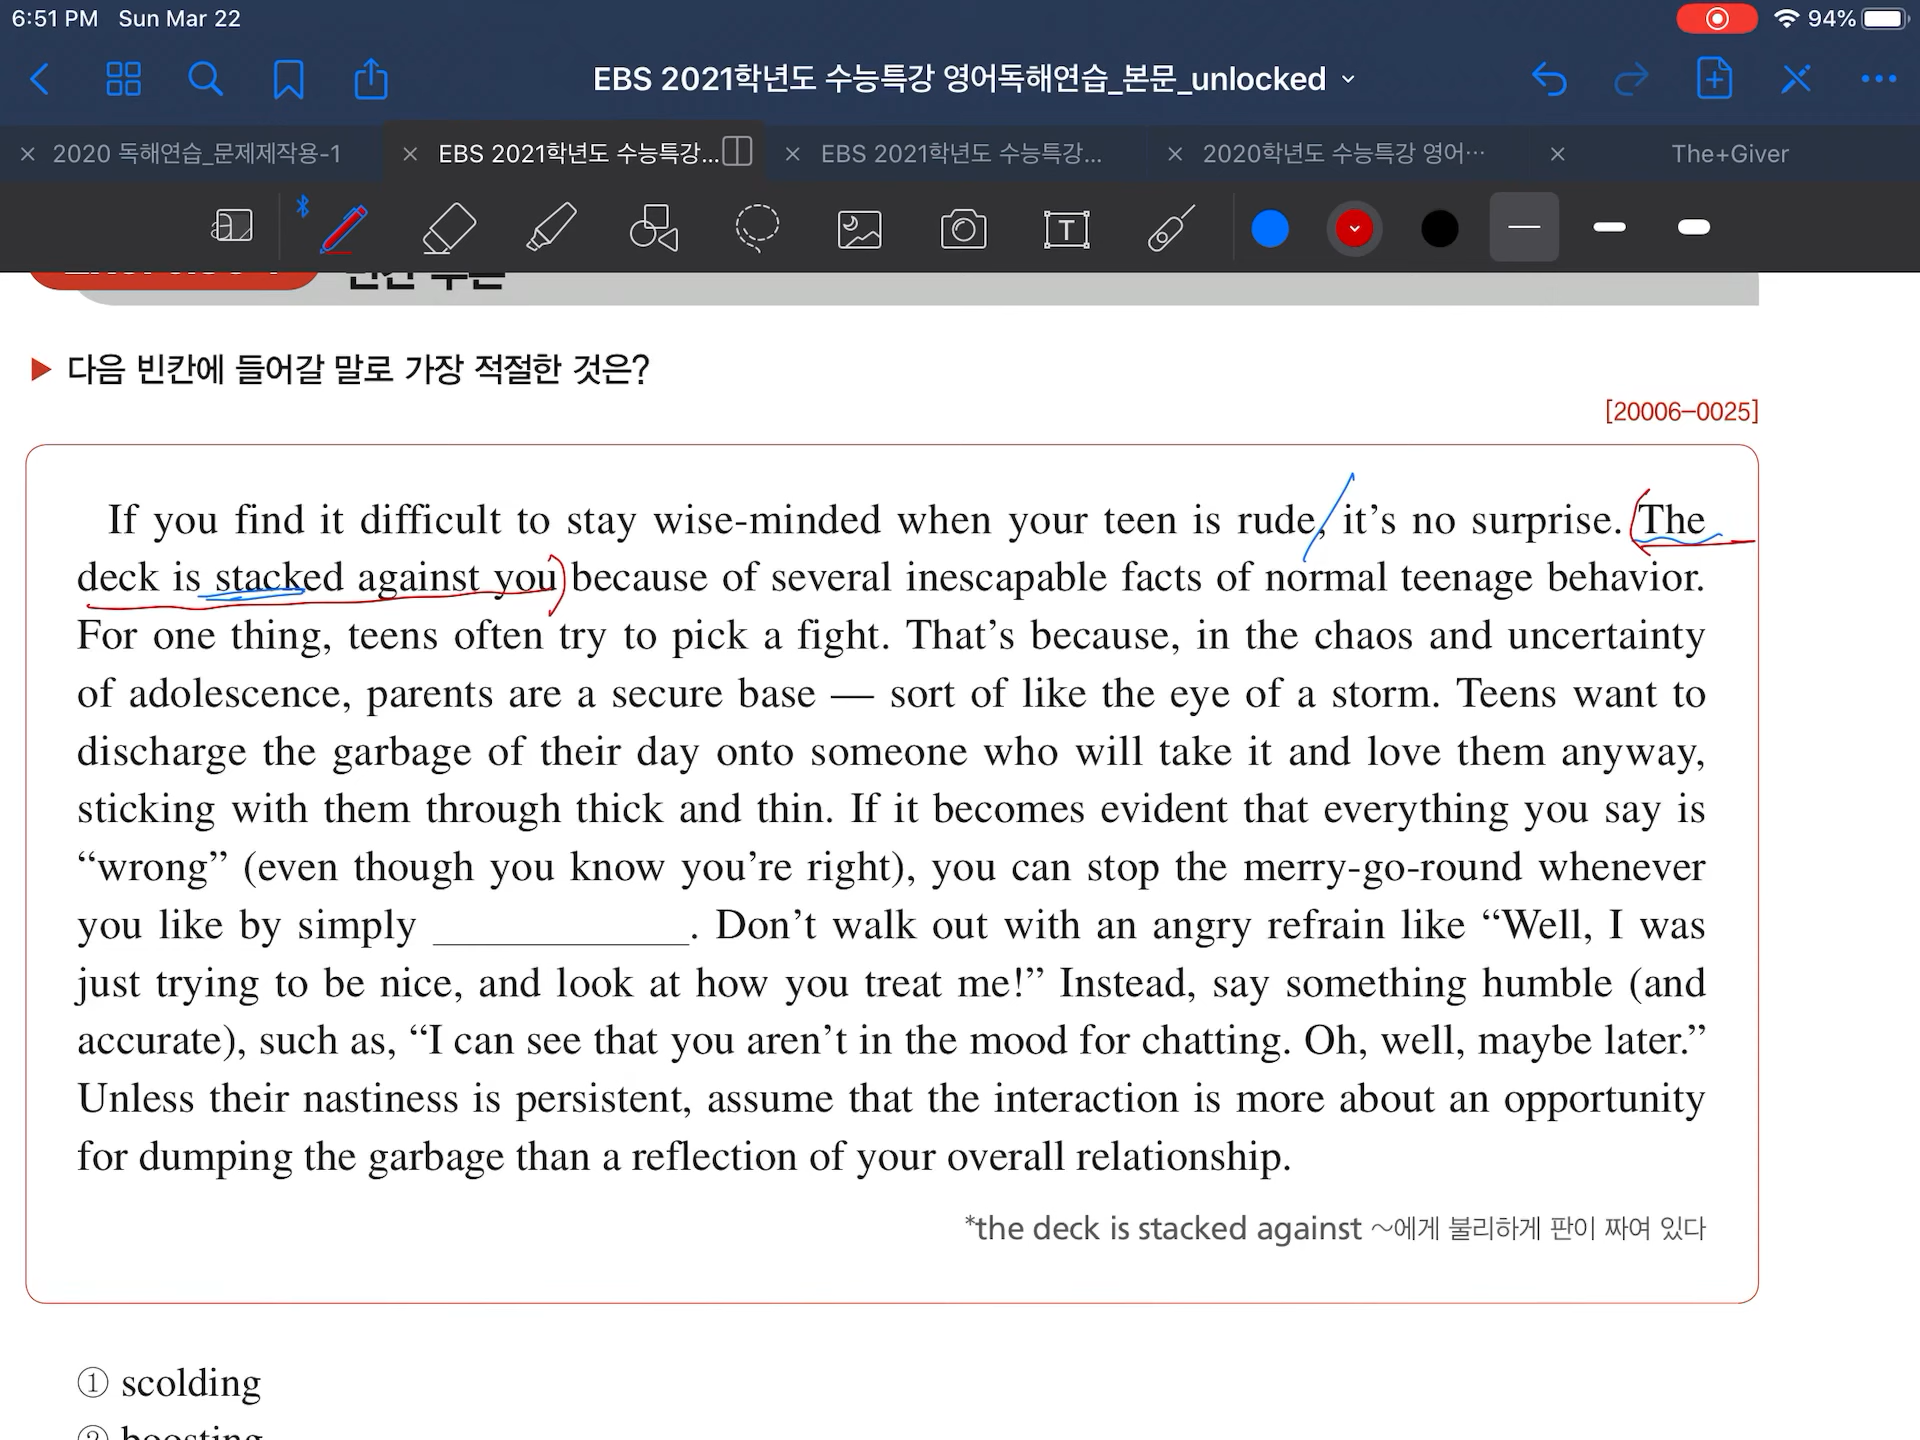 6:51 PM Sun Mar 22
94%
EBS 2021학년도 수능특강 영어독해연습_본문_unlocked
2020 독해연습_문제제작용-1
EBS 2021학년도 수능특강...
EBS 2021학년도 수능특강...
2020학년도 수능특강 영어…
The+Giver
T
다음 빈칸에 들어갈 말로 가장 적절한 것은?
[20006-0025]
If you find it difficult to stay wise-minded when your teen is rude, it's no surprise. The
deck is stacked against you because of several inescapable facts of normal teenage behavior.
For one thing, teens often try to pick a fight. That's because, in the chaos and uncertainty
of adolescence, parents are a secure base — sort of like the eye of a storm. Teens want to
discharge the garbage of their day onto someone who will take it and love them anyway,
sticking with them through thick and thin. If it becomes evident that everything you say is
“wrong” (even though you know you're right), you can stop the merry-go-round whenever
you like by simply ____________. Don't walk out with an angry refrain like “Well, I was
just trying to be nice, and look at how you treat me!” Instead, say something humble (and
accurate), such as, “I can see that you aren't in the mood for chatting. Oh, well, maybe later.”
Unless their nastiness is persistent, assume that the interaction is more about an opportunity
for dumping the garbage than a reflection of your overall relationship.
*the deck is stacked against ~에게 불리하게 판이 짜여 있다
① scolding
② boosting